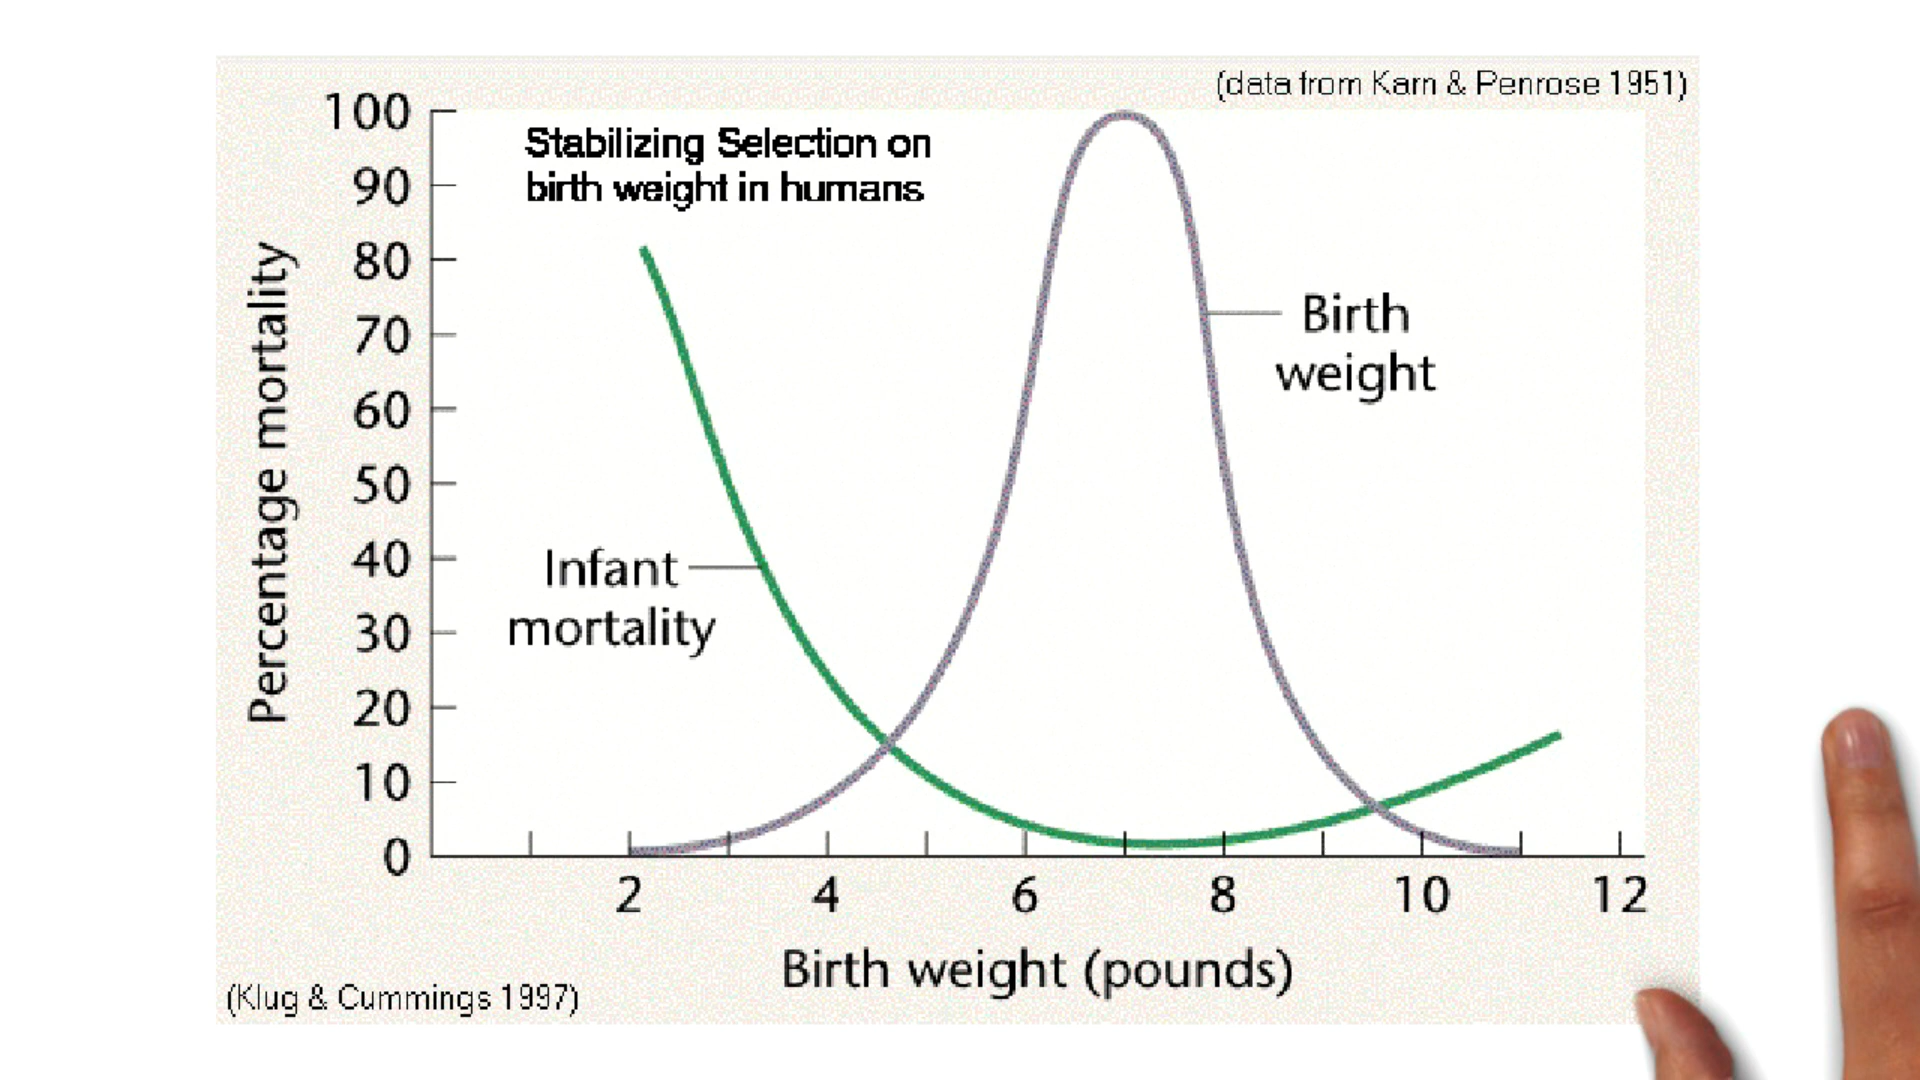 (data from Karn & Penrose 1951)
Stabilizing Selection on
birth weight in humans
Percentage mortality
100
90
80
70
60
50
40
30
20
10
0
Birth
weight
Infant
mortality
2 4 6 8 10 12
Birth weight (pounds)
(Klug & Cummings 1997)